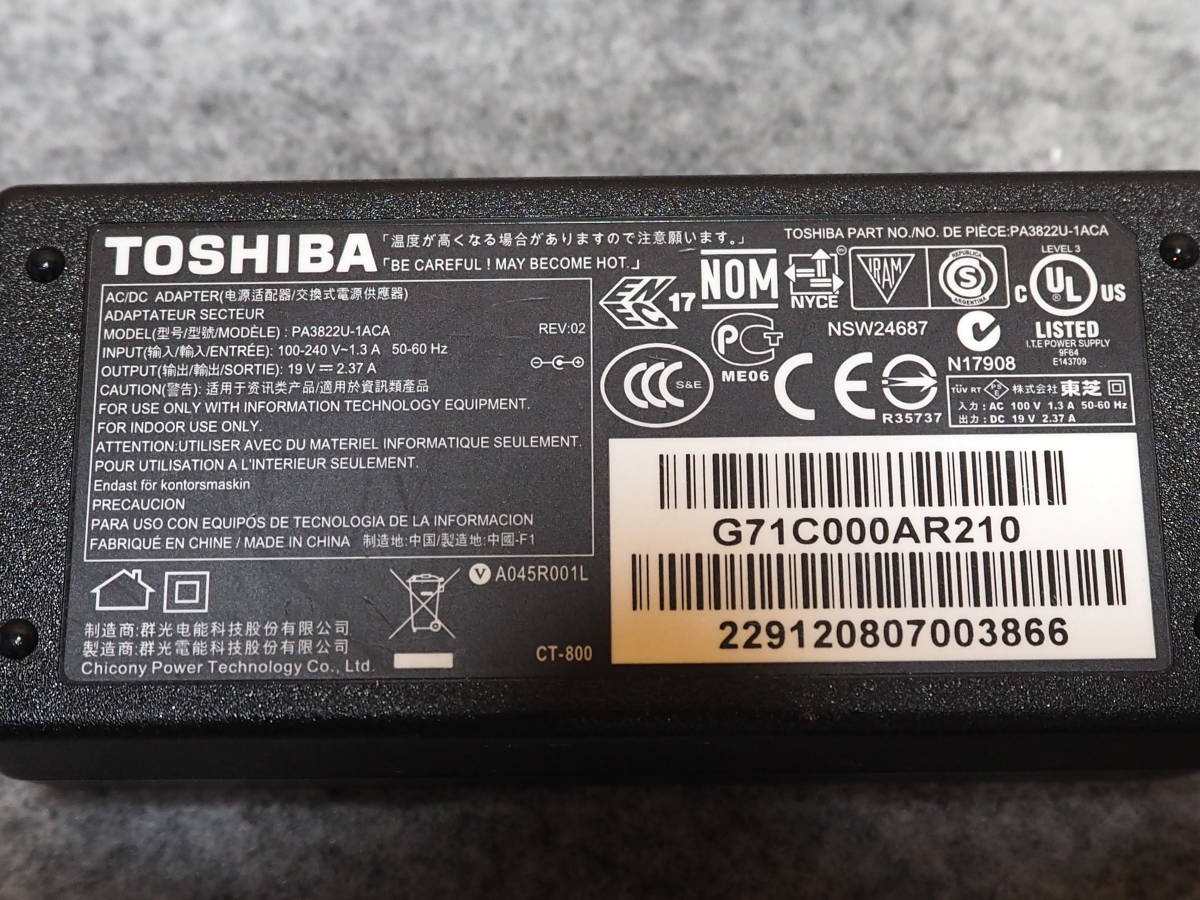 TOSHIBA
「温度が高くなる場合がありますので注意願います。」
「BE CAREFUL ! MAY BECOME HOT.」
TOSHIBA PART NO./NO. DE PIÈCE:PA3822U-1ACA
AC/DC ADAPTER(电源适配器/交換式電源供應器)
ADAPTATEUR SECTEUR
MODEL(型号/型號/MODÈLE) : PA3822U-1ACA REV:02
INPUT(输入/輸入/ENTRÉE): 100-240 V~1.3 A 50-60 Hz
OUTPUT(输出/輸出/SORTIE): 19 V ⎓ 2.37 A
CAUTION(警告): 适用于资讯类产品/適用於資訊類產品
FOR USE ONLY WITH INFORMATION TECHNOLOGY EQUIPMENT.
FOR INDOOR USE ONLY.
ATTENTION:UTILISER AVEC DU MATERIEL INFORMATIQUE SEULEMENT.
POUR UTILISATION A L'INTERIEUR SEULEMENT.
Endast för kontorsmaskin
PRECAUCION
PARA USO CON EQUIPOS DE TECNOLOGIA DE LA INFORMACION
FABRIQUÉ EN CHINE / MADE IN CHINA 制造地:中国/製造地:中國-F1
V A045R001L
制造商:群光电能科技股份有限公司
製造商:群光電能科技股份有限公司
Chicony Power Technology Co., Ltd.
CT-800
ENEC 17
NOM
NYCE
VRAM
REPUBLICA
S
ARGENTINA
LEVEL 3
C UL US
LISTED
I.T.E POWER SUPPLY
9F64
E143709
PCT
ME06
NSW24687
N17908
CCC S&E
CE
R35737
TÜV RT PSE 株式会社 東芝
入力 : AC 100 V 1.3 A 50-60 Hz
出力 : DC 19 V 2.37 A
G71C000AR210
229120807003866